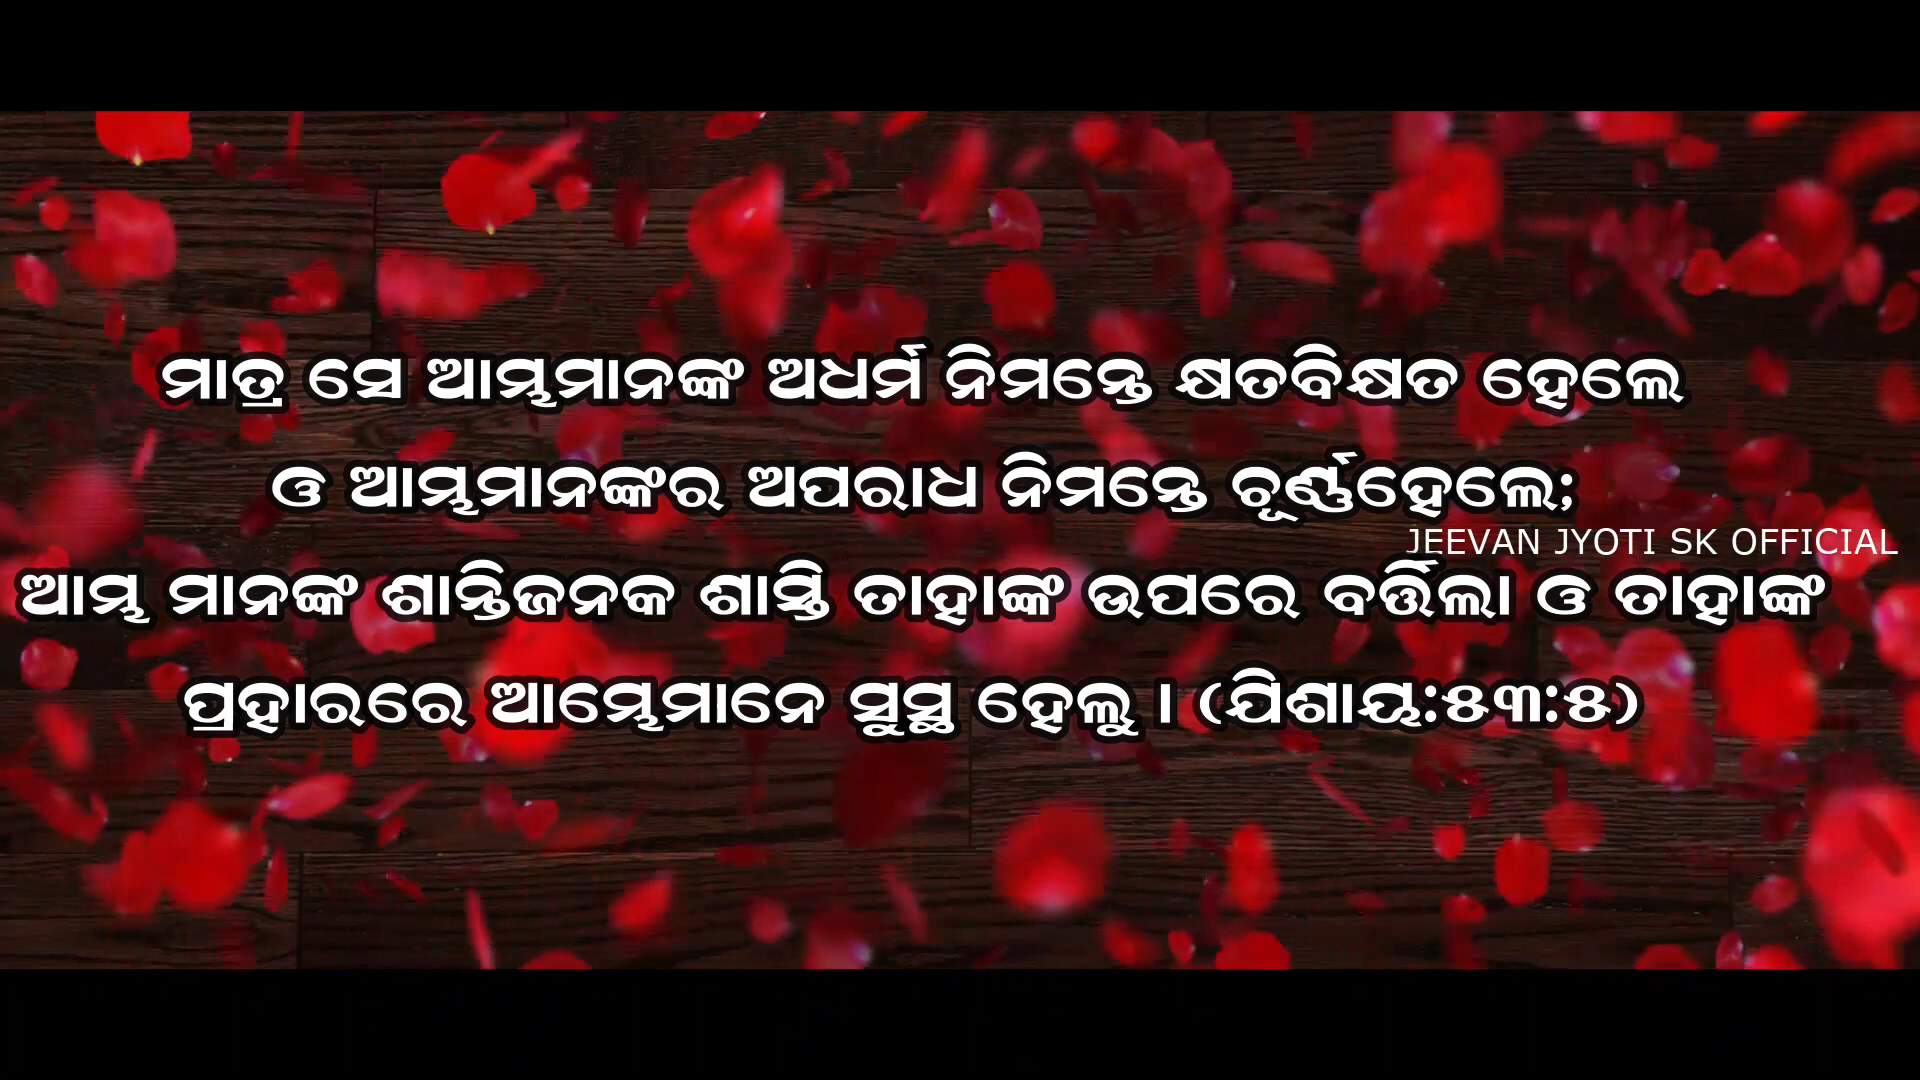 ମାତ୍ର ସେ ଆମ୍ଭମାନଙ୍କ ଅଧର୍ମ ନିମନ୍ତେ କ୍ଷତବିକ୍ଷତ ହେଲେ
ଓ ଆମ୍ଭମାନଙ୍କର ଅପରାଧ ନିମନ୍ତେ ଚୂର୍ଣ୍ଣହେଲେ;
JEEVAN JYOTI SK OFFICIAL
ଆମ୍ଭ ମାନଙ୍କ ଶାନ୍ତିଜନକ ଶାସ୍ତି ତାହାଙ୍କ ଉପରେ ବର୍ତ୍ତିଲା ଓ ତାହାଙ୍କ
ପ୍ରହାରରେ ଆମ୍ଭେମାନେ ସୁସ୍ଥ ହେଲୁ । (ଯିଶାୟ:୫୩:୫)